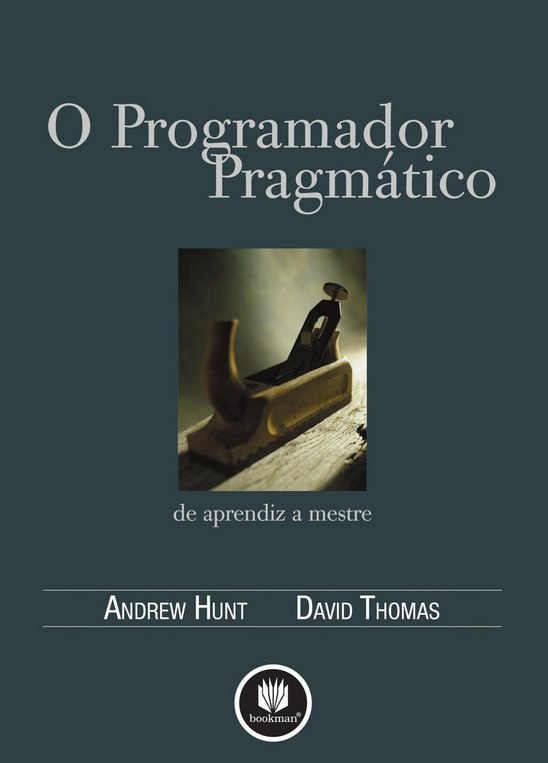 O Programador
Pragmático
de aprendiz a mestre
ANDREW HUNT DAVID THOMAS
bookman®